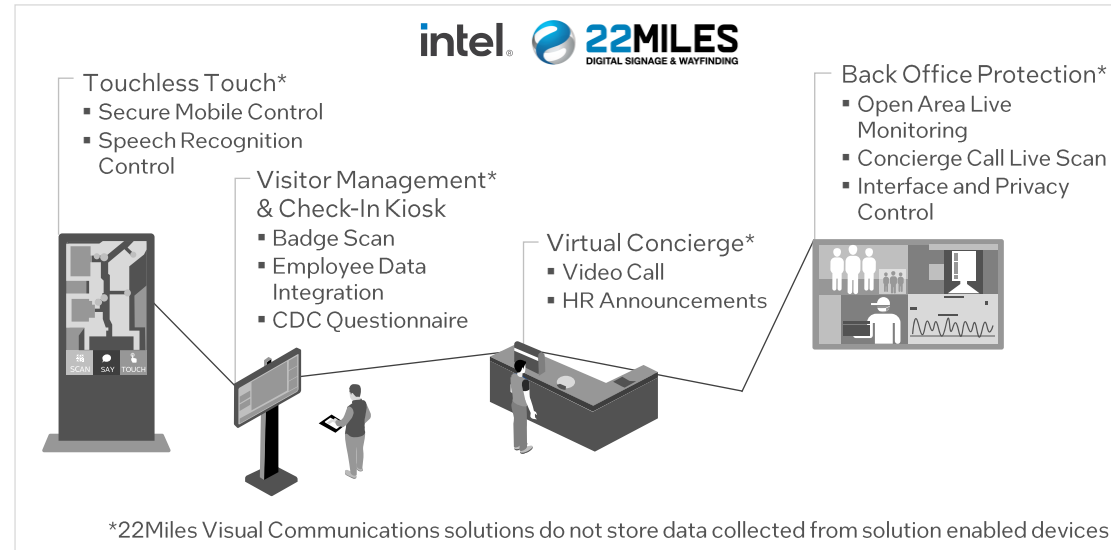 intel®
22MILES
DIGITAL SIGNAGE & WAYFINDING
Touchless Touch*
▪ Secure Mobile Control
▪ Speech Recognition
Control
SCAN SAY TOUCH
Visitor Management*
& Check-In Kiosk
▪ Badge Scan
▪ Employee Data
Integration
▪ CDC Questionnaire
Virtual Concierge*
▪ Video Call
▪ HR Announcements
Back Office Protection*
▪ Open Area Live
Monitoring
▪ Concierge Call Live Scan
▪ Interface and Privacy
Control
*22Miles Visual Communications solutions do not store data collected from solution enabled devices